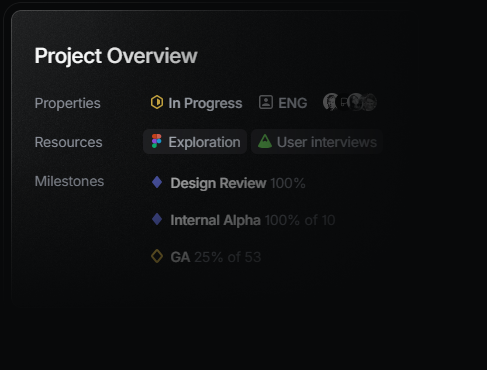 Project Overview
Properties In Progress ENG
Resources Exploration User interviews
Milestones Design Review 100%
Internal Alpha 100% of 10
GA 25% of 53